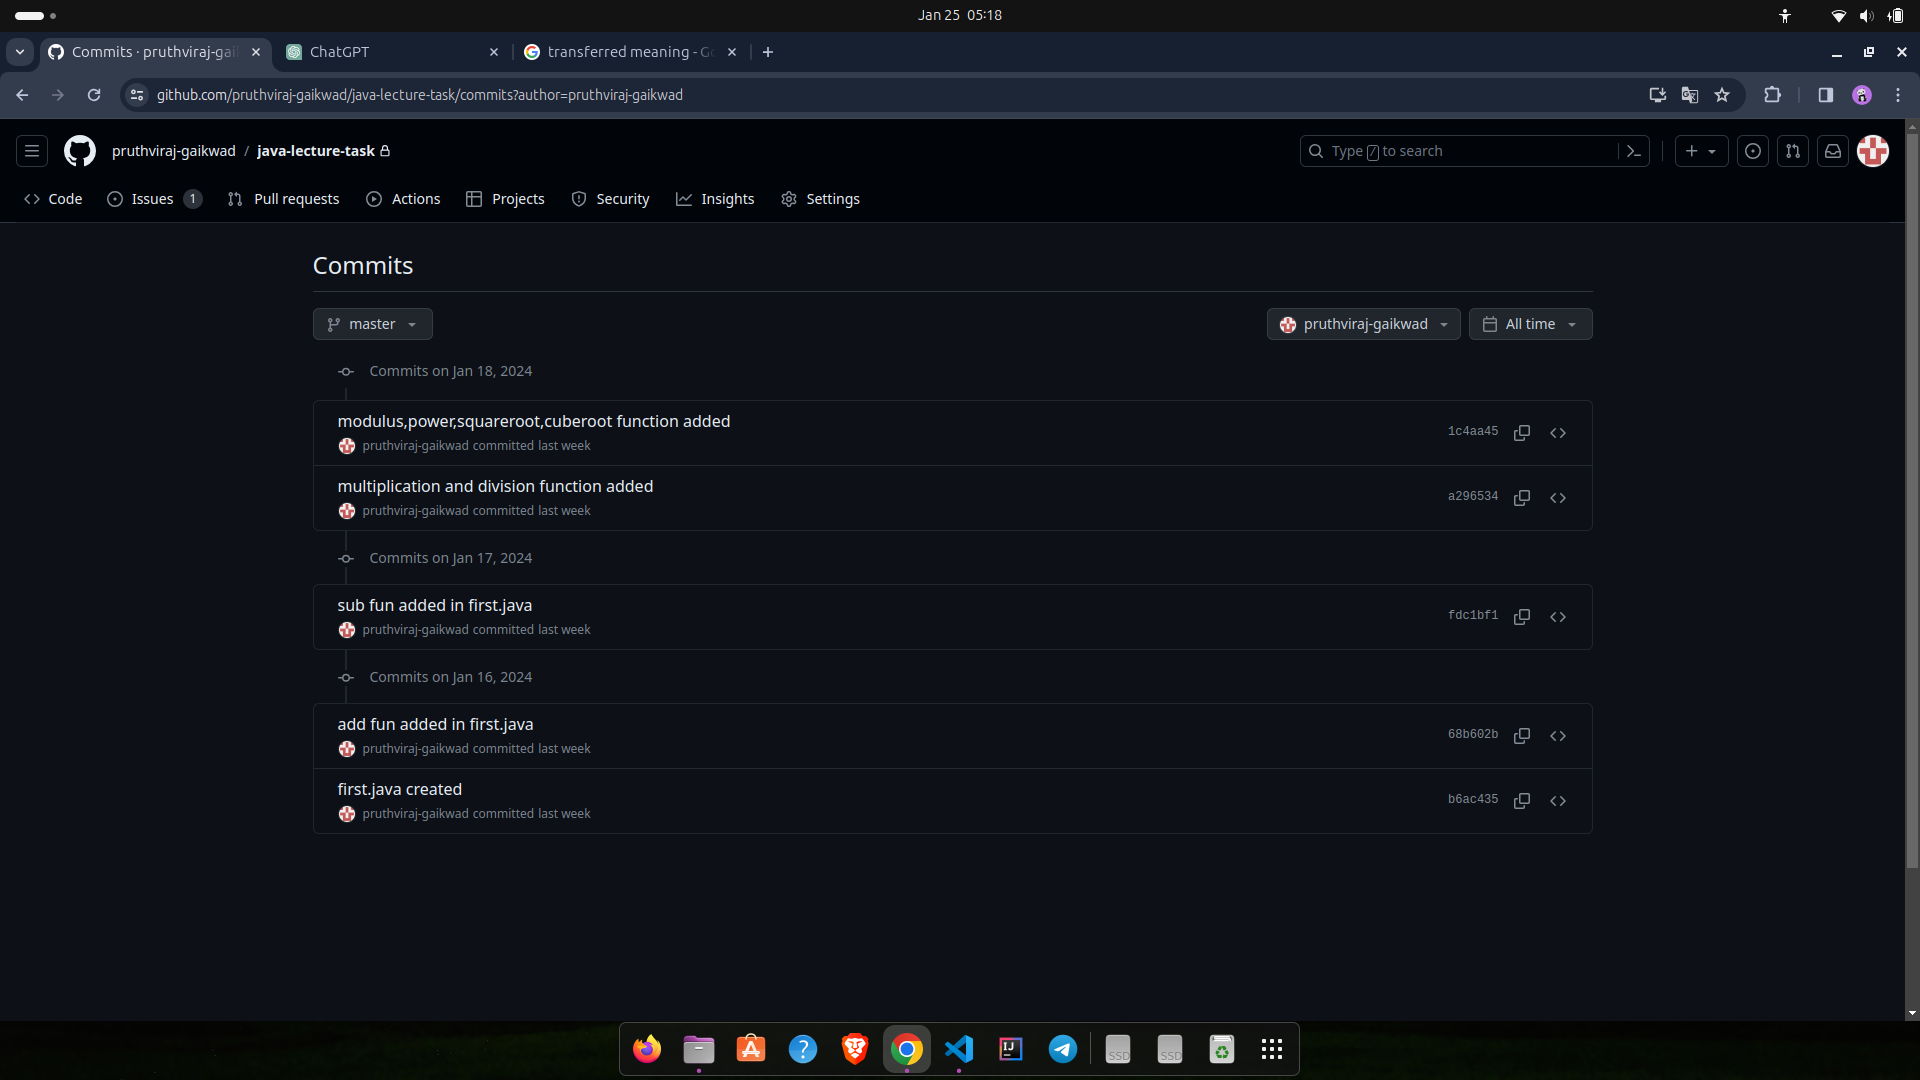 Jan 25 05:18
Commits · pruthviraj-gai
ChatGPT
transferred meaning - Go
github.com/pruthviraj-gaikwad/java-lecture-task/commits?author=pruthviraj-gaikwad
pruthviraj-gaikwad / java-lecture-task
Type / to search
Code
Issues 1
Pull requests
Actions
Projects
Security
Insights
Settings
Commits
master
pruthviraj-gaikwad
All time
Commits on Jan 18, 2024
modulus,power,squareroot,cuberoot function added
1c4aa45
pruthviraj-gaikwad committed last week
multiplication and division function added
a296534
pruthviraj-gaikwad committed last week
Commits on Jan 17, 2024
sub fun added in first.java
fdc1bf1
pruthviraj-gaikwad committed last week
Commits on Jan 16, 2024
add fun added in first.java
68b602b
pruthviraj-gaikwad committed last week
first.java created
b6ac435
pruthviraj-gaikwad committed last week
IJ
SSD
SSD